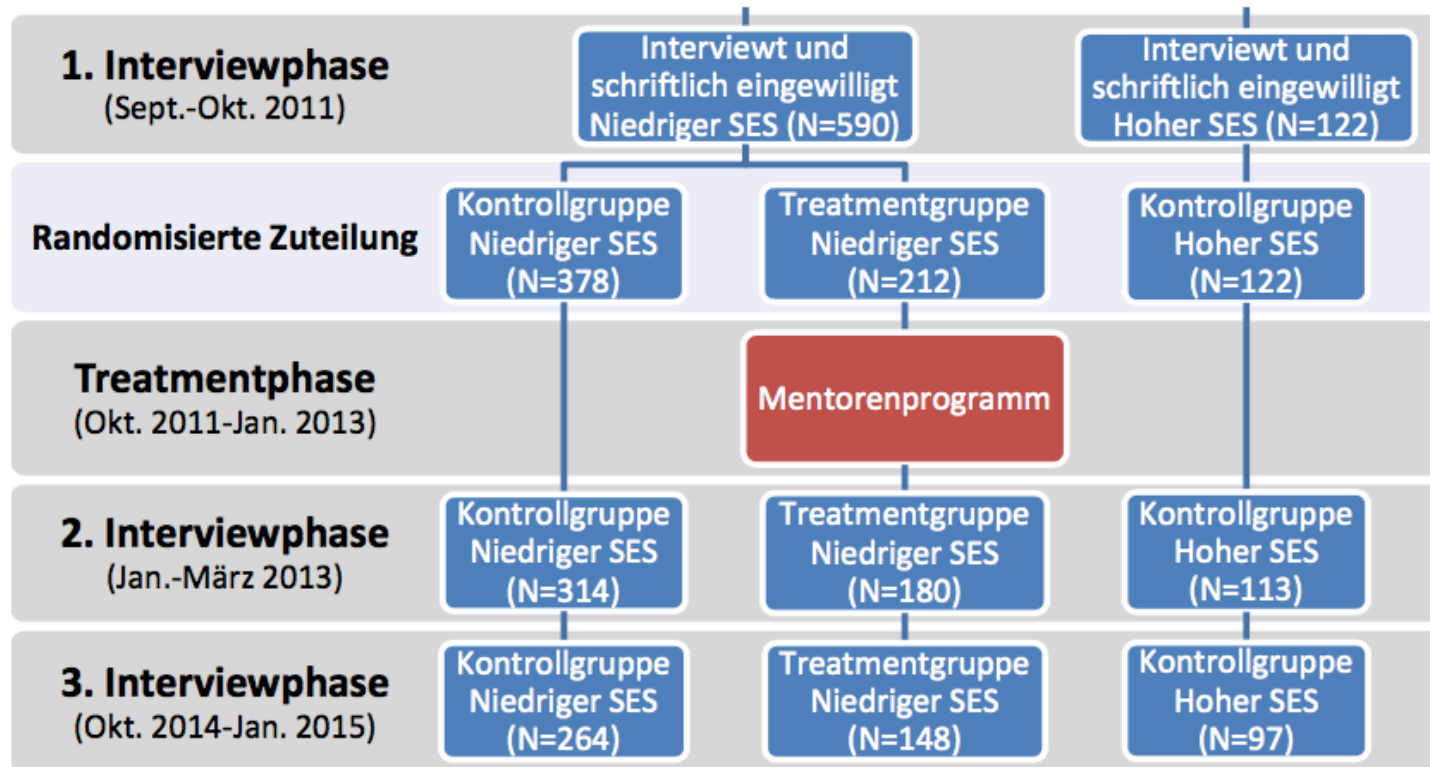 1. Interviewphase
(Sept.-Okt. 2011)
Interviewt und
schriftlich eingewilligt
Niedriger SES (N=590)
Interviewt und
schriftlich eingewilligt
Hoher SES (N=122)
Randomisierte Zuteilung
Kontrollgruppe
Niedriger SES
(N=378)
Treatmentgruppe
Niedriger SES
(N=212)
Kontrollgruppe
Hoher SES
(N=122)
Treatmentphase
(Okt. 2011-Jan. 2013)
Mentorenprogramm
2. Interviewphase
(Jan.-März 2013)
Kontrollgruppe
Niedriger SES
(N=314)
Treatmentgruppe
Niedriger SES
(N=180)
Kontrollgruppe
Hoher SES
(N=113)
3. Interviewphase
(Okt. 2014-Jan. 2015)
Kontrollgruppe
Niedriger SES
(N=264)
Treatmentgruppe
Niedriger SES
(N=148)
Kontrollgruppe
Hoher SES
(N=97)